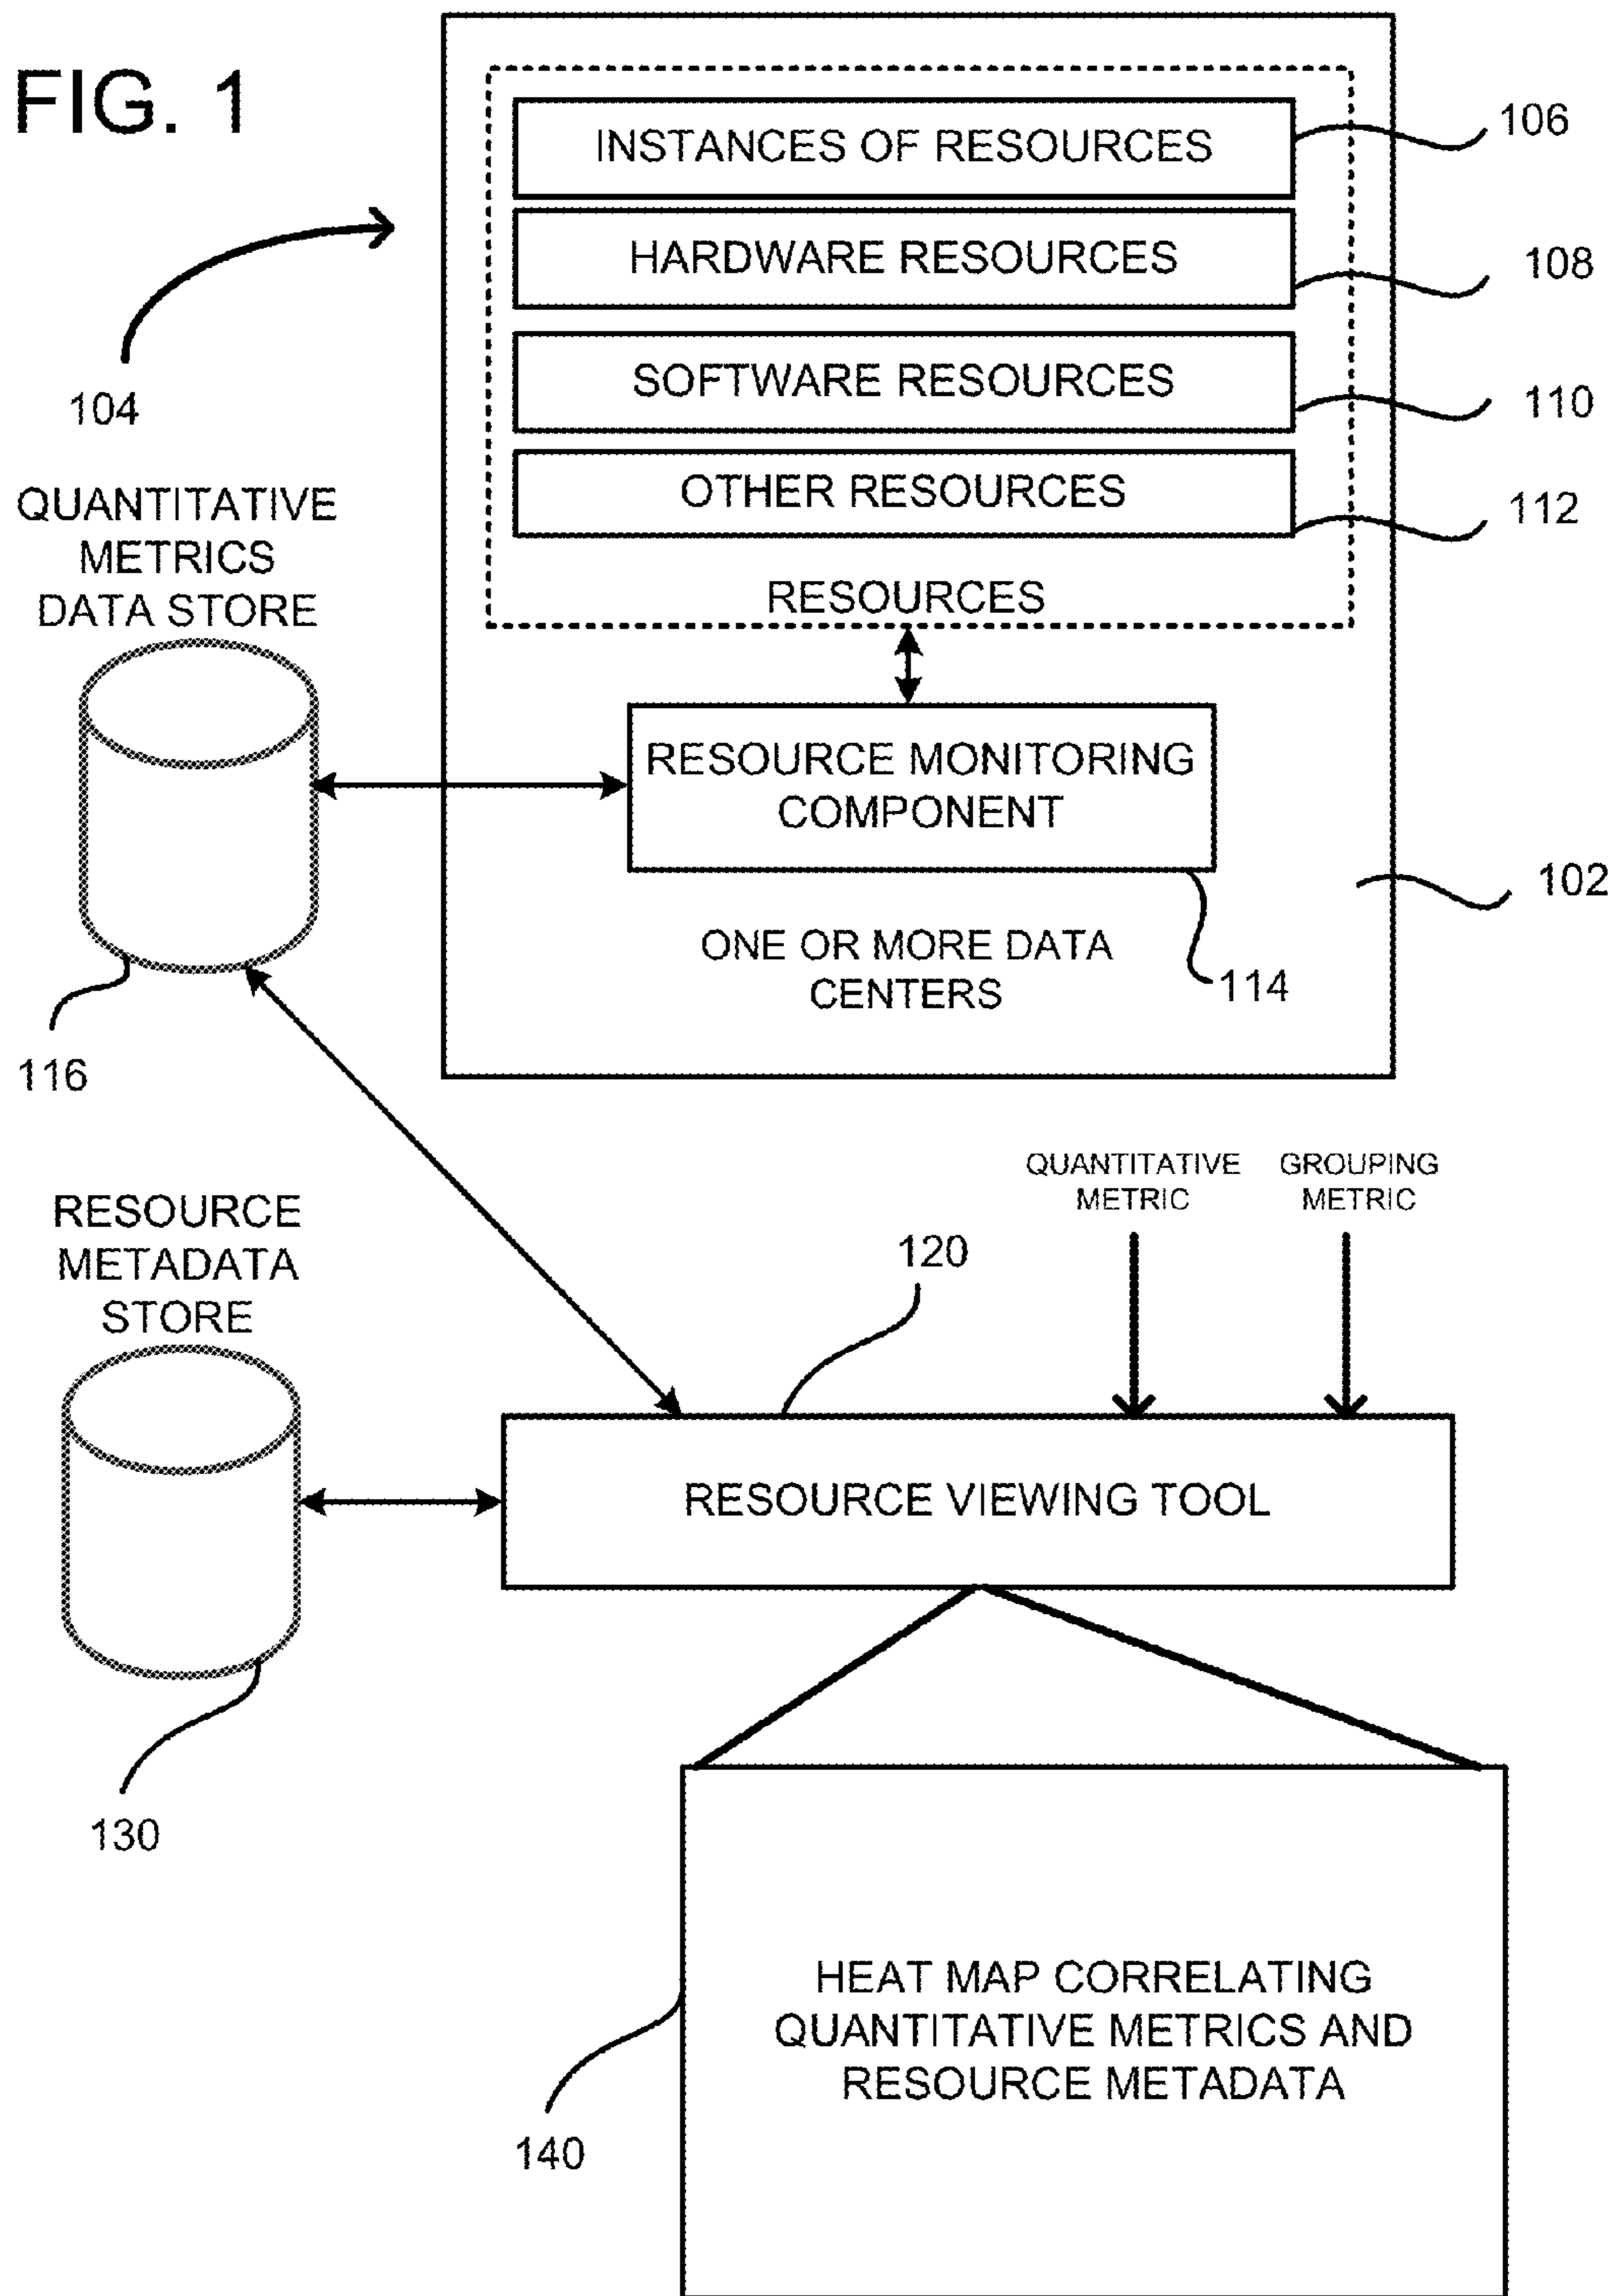 FIG. 1
INSTANCES OF RESOURCES
106
HARDWARE RESOURCES
108
SOFTWARE RESOURCES
110
OTHER RESOURCES
112
RESOURCES
104
QUANTITATIVE
METRICS
DATA STORE
RESOURCE MONITORING
COMPONENT
102
ONE OR MORE DATA
CENTERS
114
116
QUANTITATIVE
METRIC
GROUPING
METRIC
RESOURCE
METADATA
STORE
120
RESOURCE VIEWING TOOL
130
HEAT MAP CORRELATING
QUANTITATIVE METRICS AND
RESOURCE METADATA
140